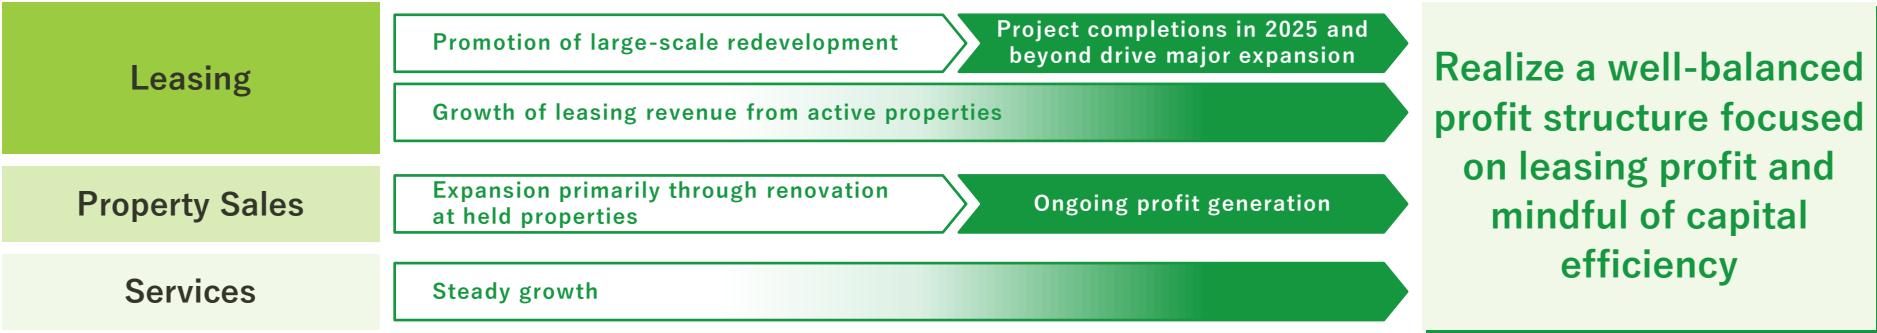 Leasing
Promotion of large-scale redevelopment
Project completions in 2025 and
beyond drive major expansion
Growth of leasing revenue from active properties
Property Sales
Expansion primarily through renovation
at held properties
Ongoing profit generation
Services
Steady growth
Realize a well-balanced
profit structure focused
on leasing profit and
mindful of capital
efficiency